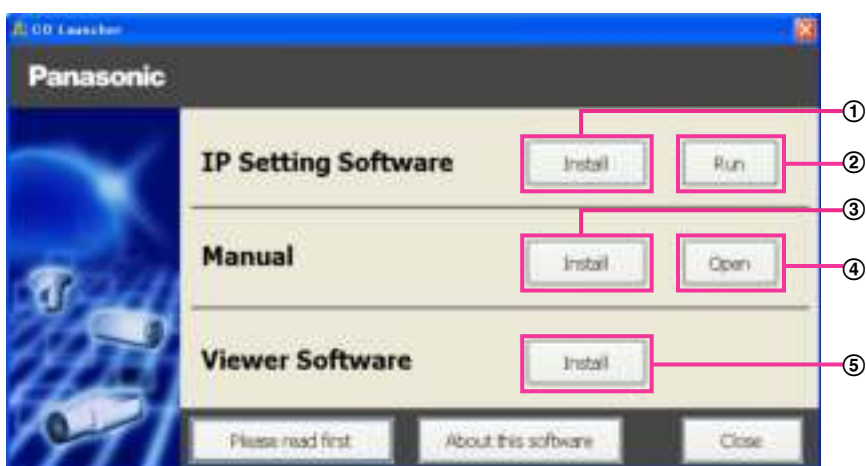 CD Launcher
Panasonic
①
IP Setting Software Install Run ②
③
Manual Install Open ④
Viewer Software Install ⑤
Please read first About this software Close